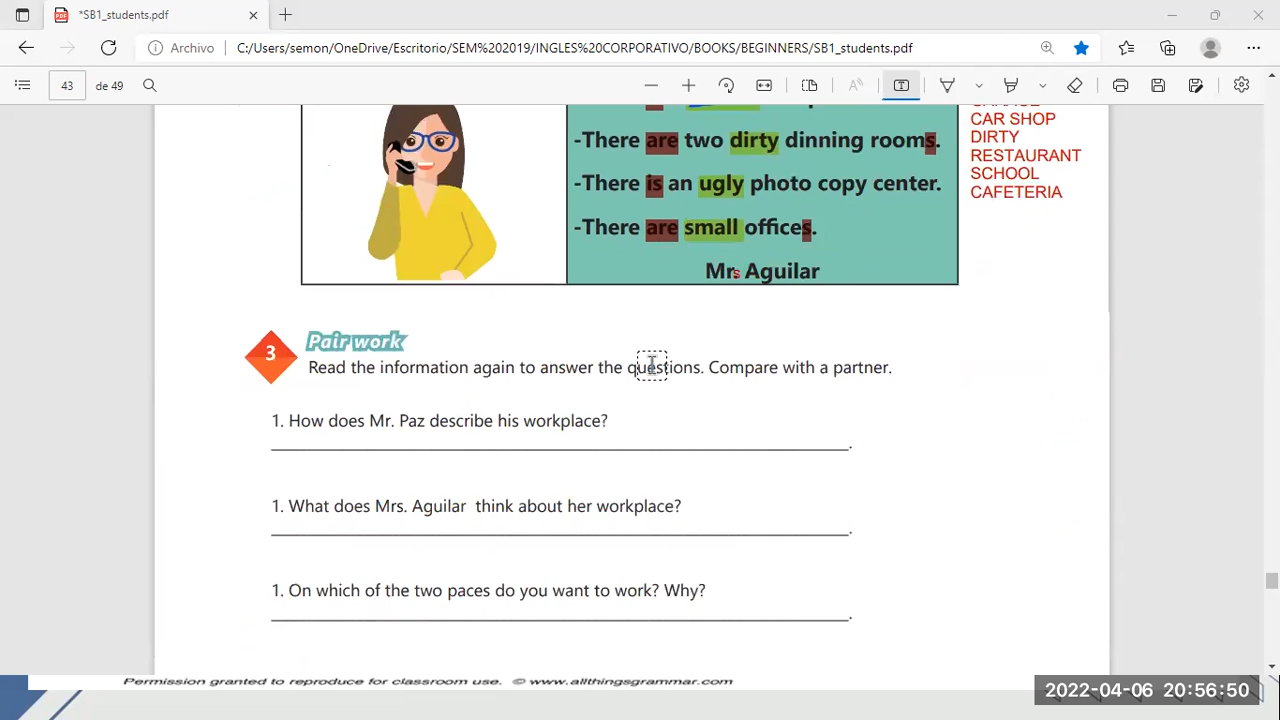 *SB1_students.pdf
Archivo C:/Users/semon/OneDrive/Escritorio/SEM%202019/INGLES%20CORPORATIVO/BOOKS/BEGINNERS/SB1_students.pdf
43 de 49
CAR SHOP
DIRTY
RESTAURANT
SCHOOL
CAFETERIA
-There are two dirty dinning rooms.
-There is an ugly photo copy center.
-There are small offices.
Mrs Aguilar
3 Pair work
Read the information again to answer the questions. Compare with a partner.
1. How does Mr. Paz describe his workplace?
1. What does Mrs. Aguilar think about her workplace?
1. On which of the two paces do you want to work? Why?
Permission granted to reproduce for classroom use. © www.allthingsgrammar.com
2022-04-06 20:56:50